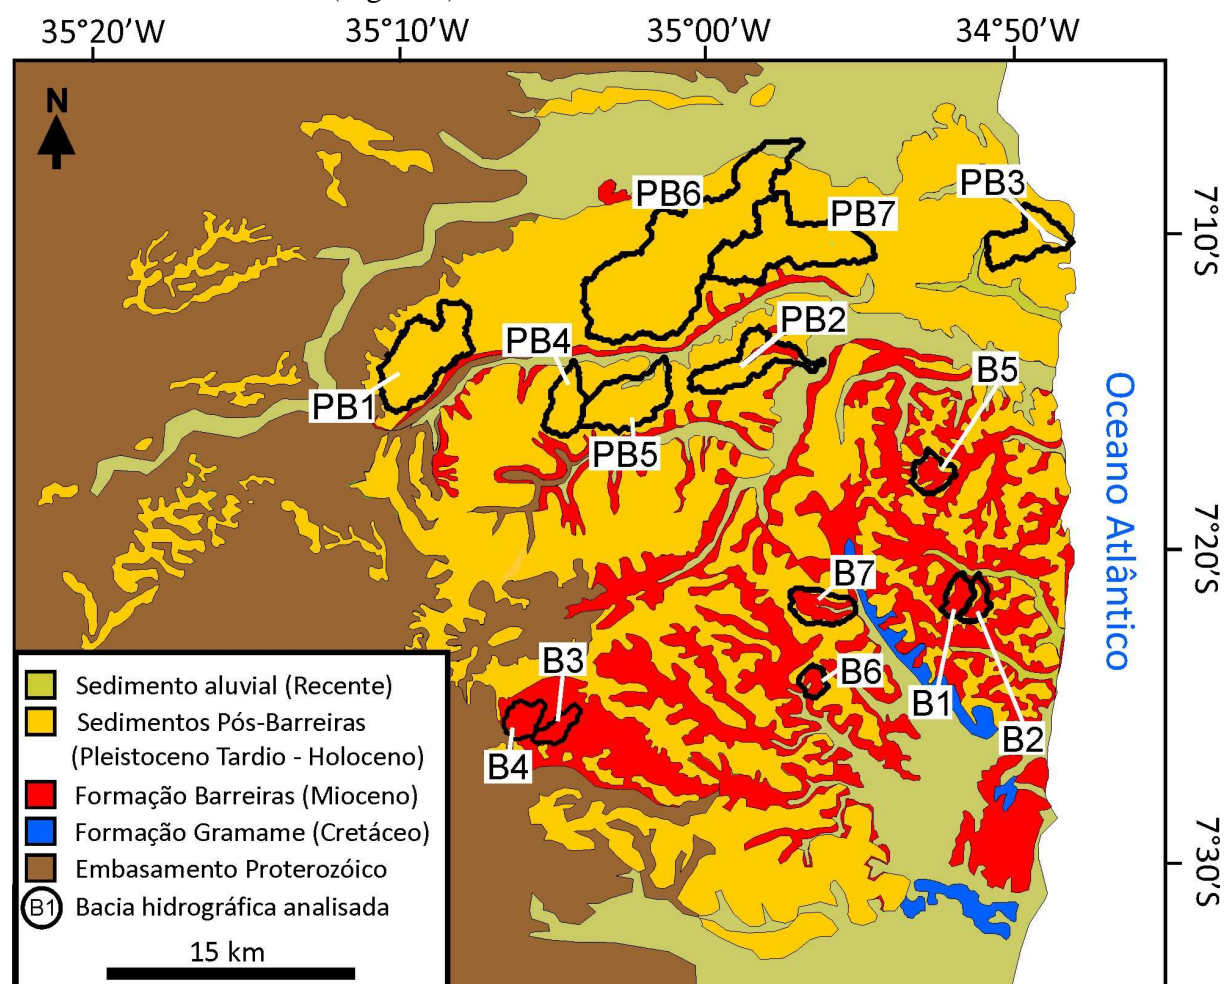 35°20'W 35°10'W 35°00'W 34°50'W
N
PB6
PB3
PB7
7°10'S
PB4
PB2
PB1
B5
PB5
Oceano Atlântico
7°20'S
B7
B3
B6
B1
B2
B4
7°30'S
Sedimento aluvial (Recente)
Sedimentos Pós-Barreiras
(Pleistoceno Tardio - Holoceno)
Formação Barreiras (Mioceno)
Formação Gramame (Cretáceo)
Embasamento Proterozóico
B1 Bacia hidrográfica analisada
15 km